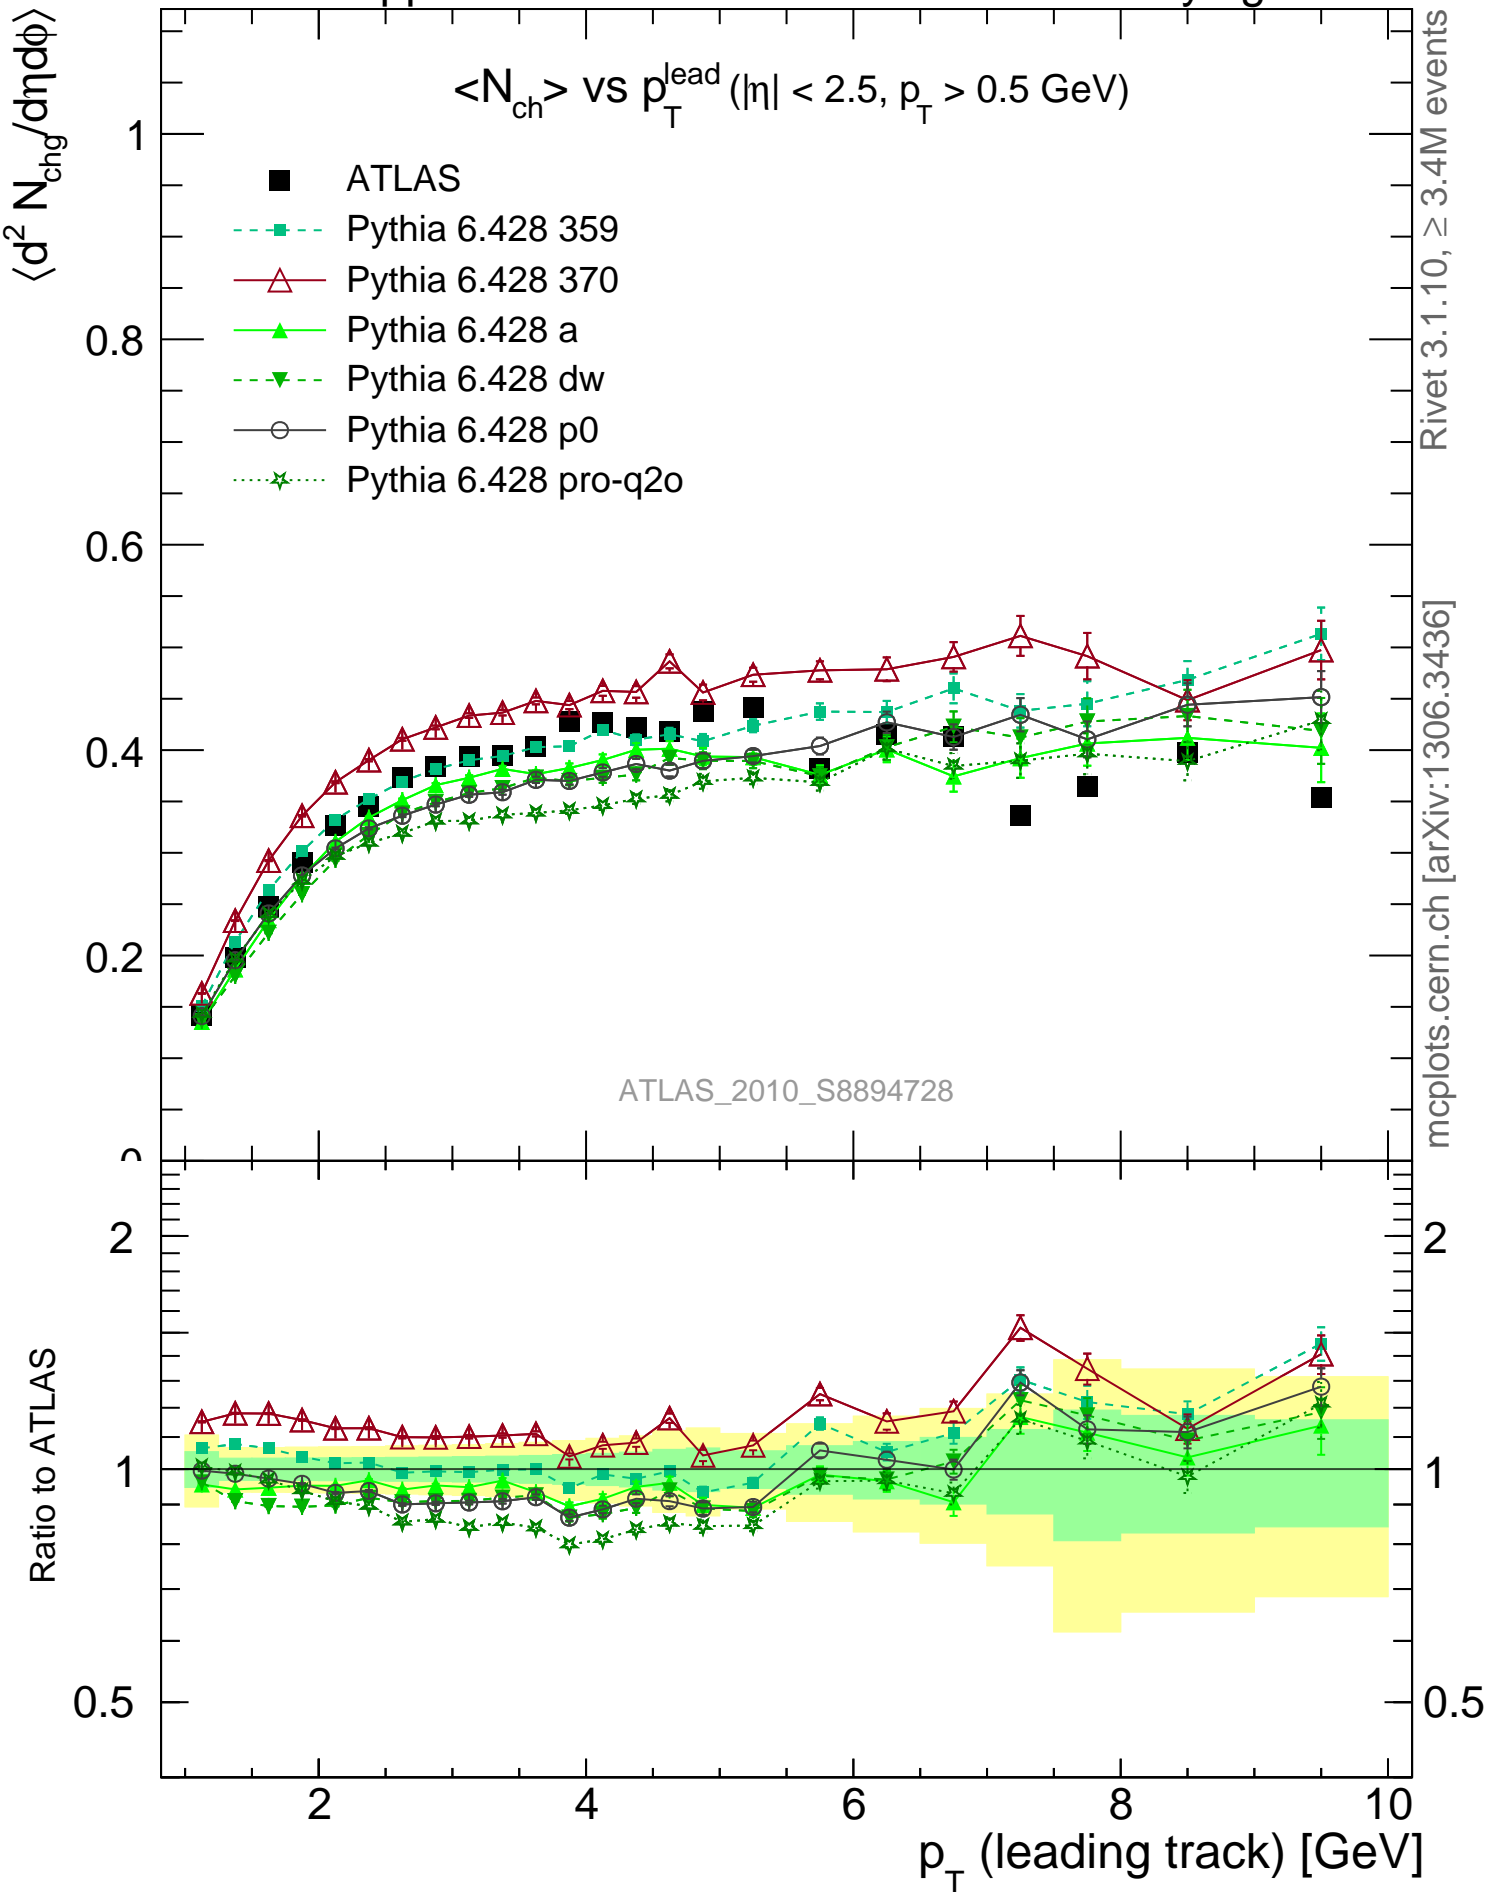 ⟨d² N_chg/dηdϕ⟩
<N_ch> vs p_T^lead (|η| < 2.5, p_T > 0.5 GeV)
ATLAS
Pythia 6.428 359
Pythia 6.428 370
Pythia 6.428 a
Pythia 6.428 dw
Pythia 6.428 p0
Pythia 6.428 pro-q2o
1
0.8
0.6
0.4
0.2
0
ATLAS_2010_S8894728
Rivet 3.1.10, ≥ 3.4M events
mcplots.cern.ch [arXiv:1306.3436]
Ratio to ATLAS
2
1
0.5
2
1
0.5
2 4 6 8 10
p_T (leading track) [GeV]